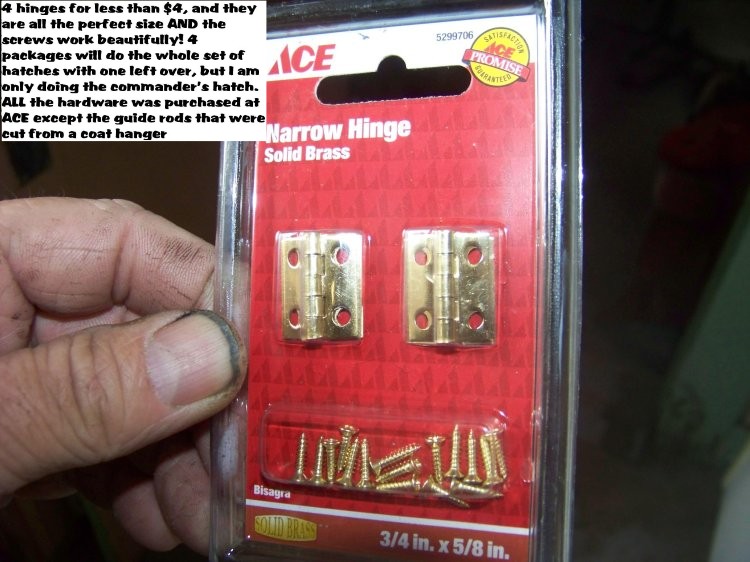 4 hinges for less than $4, and they
are all the perfect size AND the
screws work beautifully! 4
packages will do the whole set of
hatches with one left over, but I am
only doing the commander's hatch.
ALL the hardware was purchased at
ACE except the guide rods that were
cut from a coat hanger
ACE
5299706
SATISFACTION
ACE
PROMISE
GUARANTEED
Narrow Hinge
Solid Brass
Bisagra
SOLID BRASS
3/4 in. x 5/8 in.